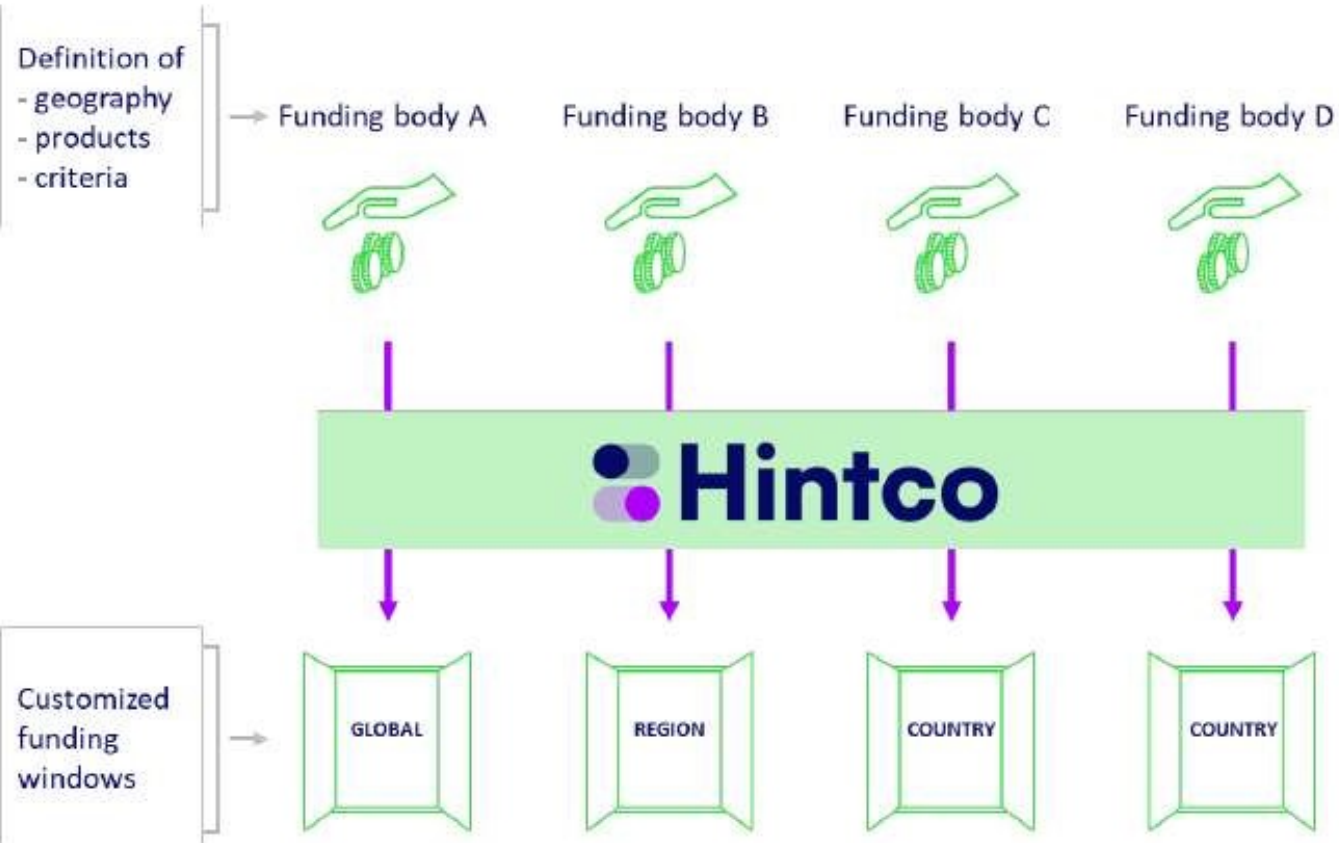 Definition of
- geography
- products
- criteria
Funding body A
Funding body B
Funding body C
Funding body D
Hintco
Customized
funding
windows
GLOBAL
REGION
COUNTRY
COUNTRY